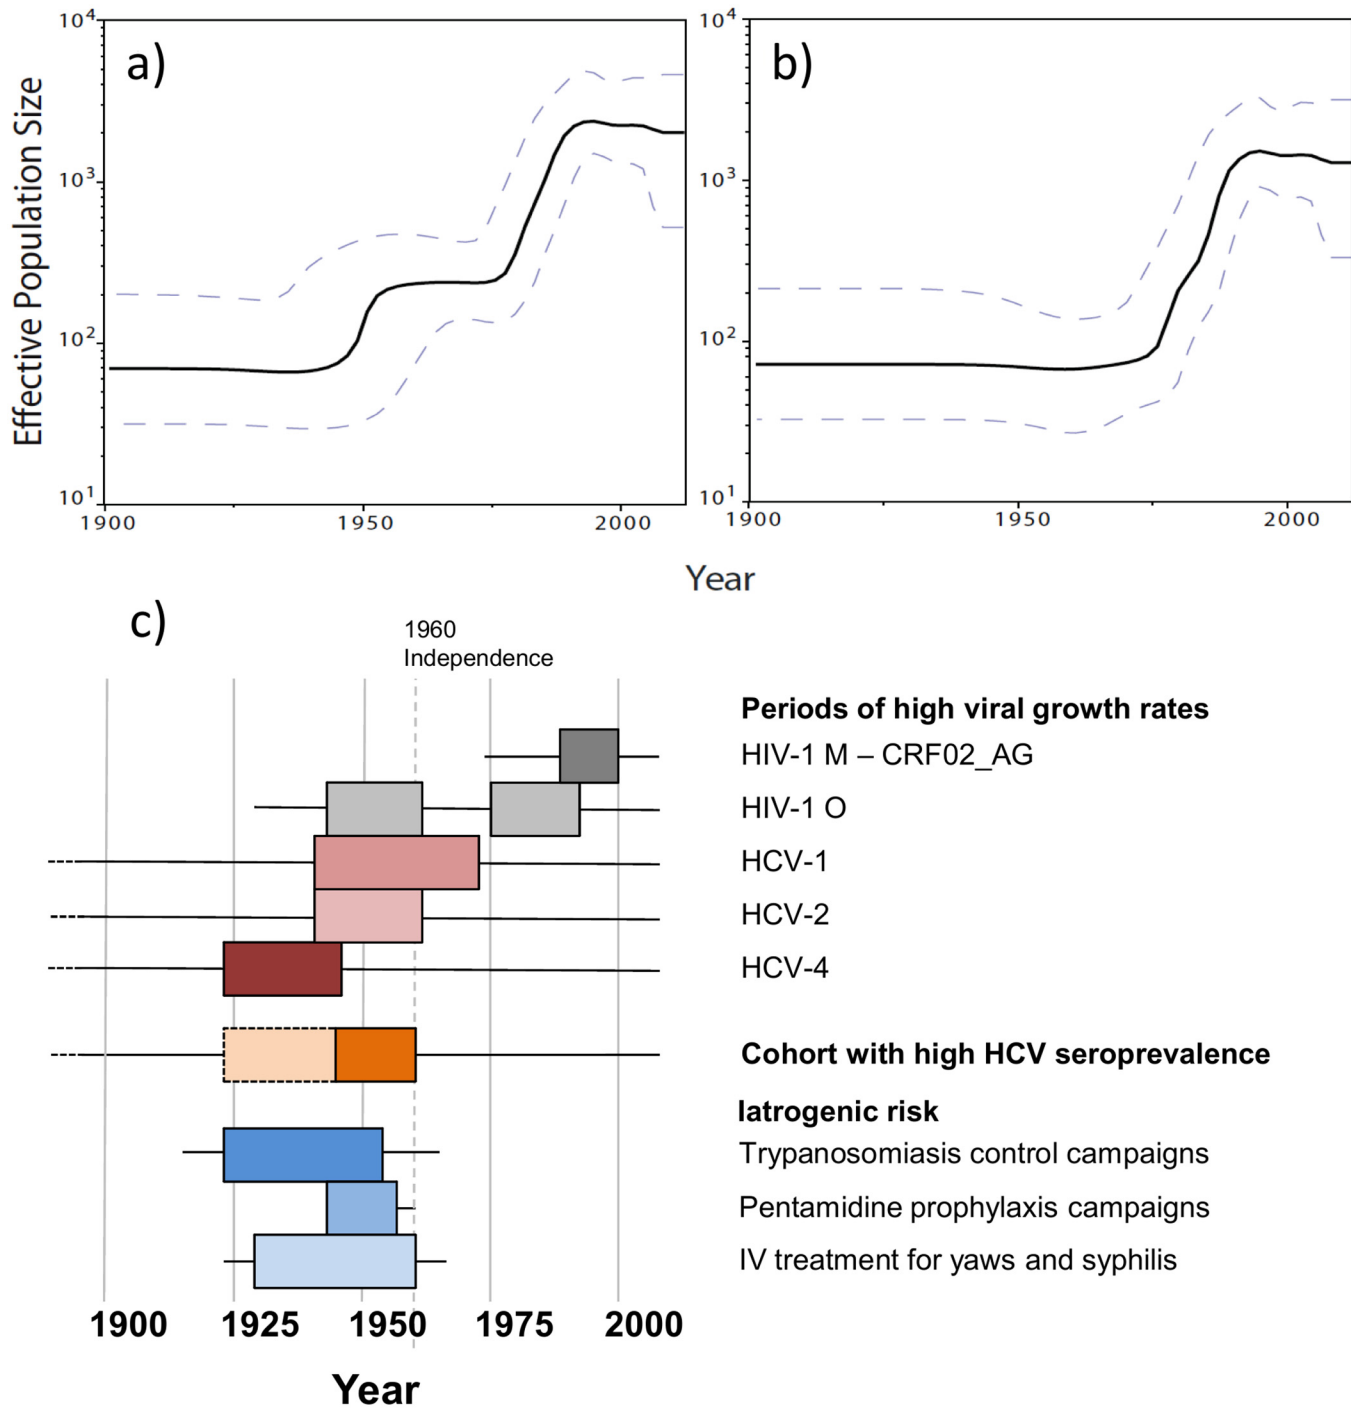 a)
b)
Effective Population Size
10⁴
10³
10²
10¹
1900
1950
2000
10⁴
10³
10²
10¹
1900
1950
2000
Year
c)
1960
Independence
Periods of high viral growth rates
HIV-1 M – CRF02_AG
HIV-1 O
HCV-1
HCV-2
HCV-4
Cohort with high HCV seroprevalence
Iatrogenic risk
Trypanosomiasis control campaigns
Pentamidine prophylaxis campaigns
IV treatment for yaws and syphilis
1900
1925
1950
1975
2000
Year